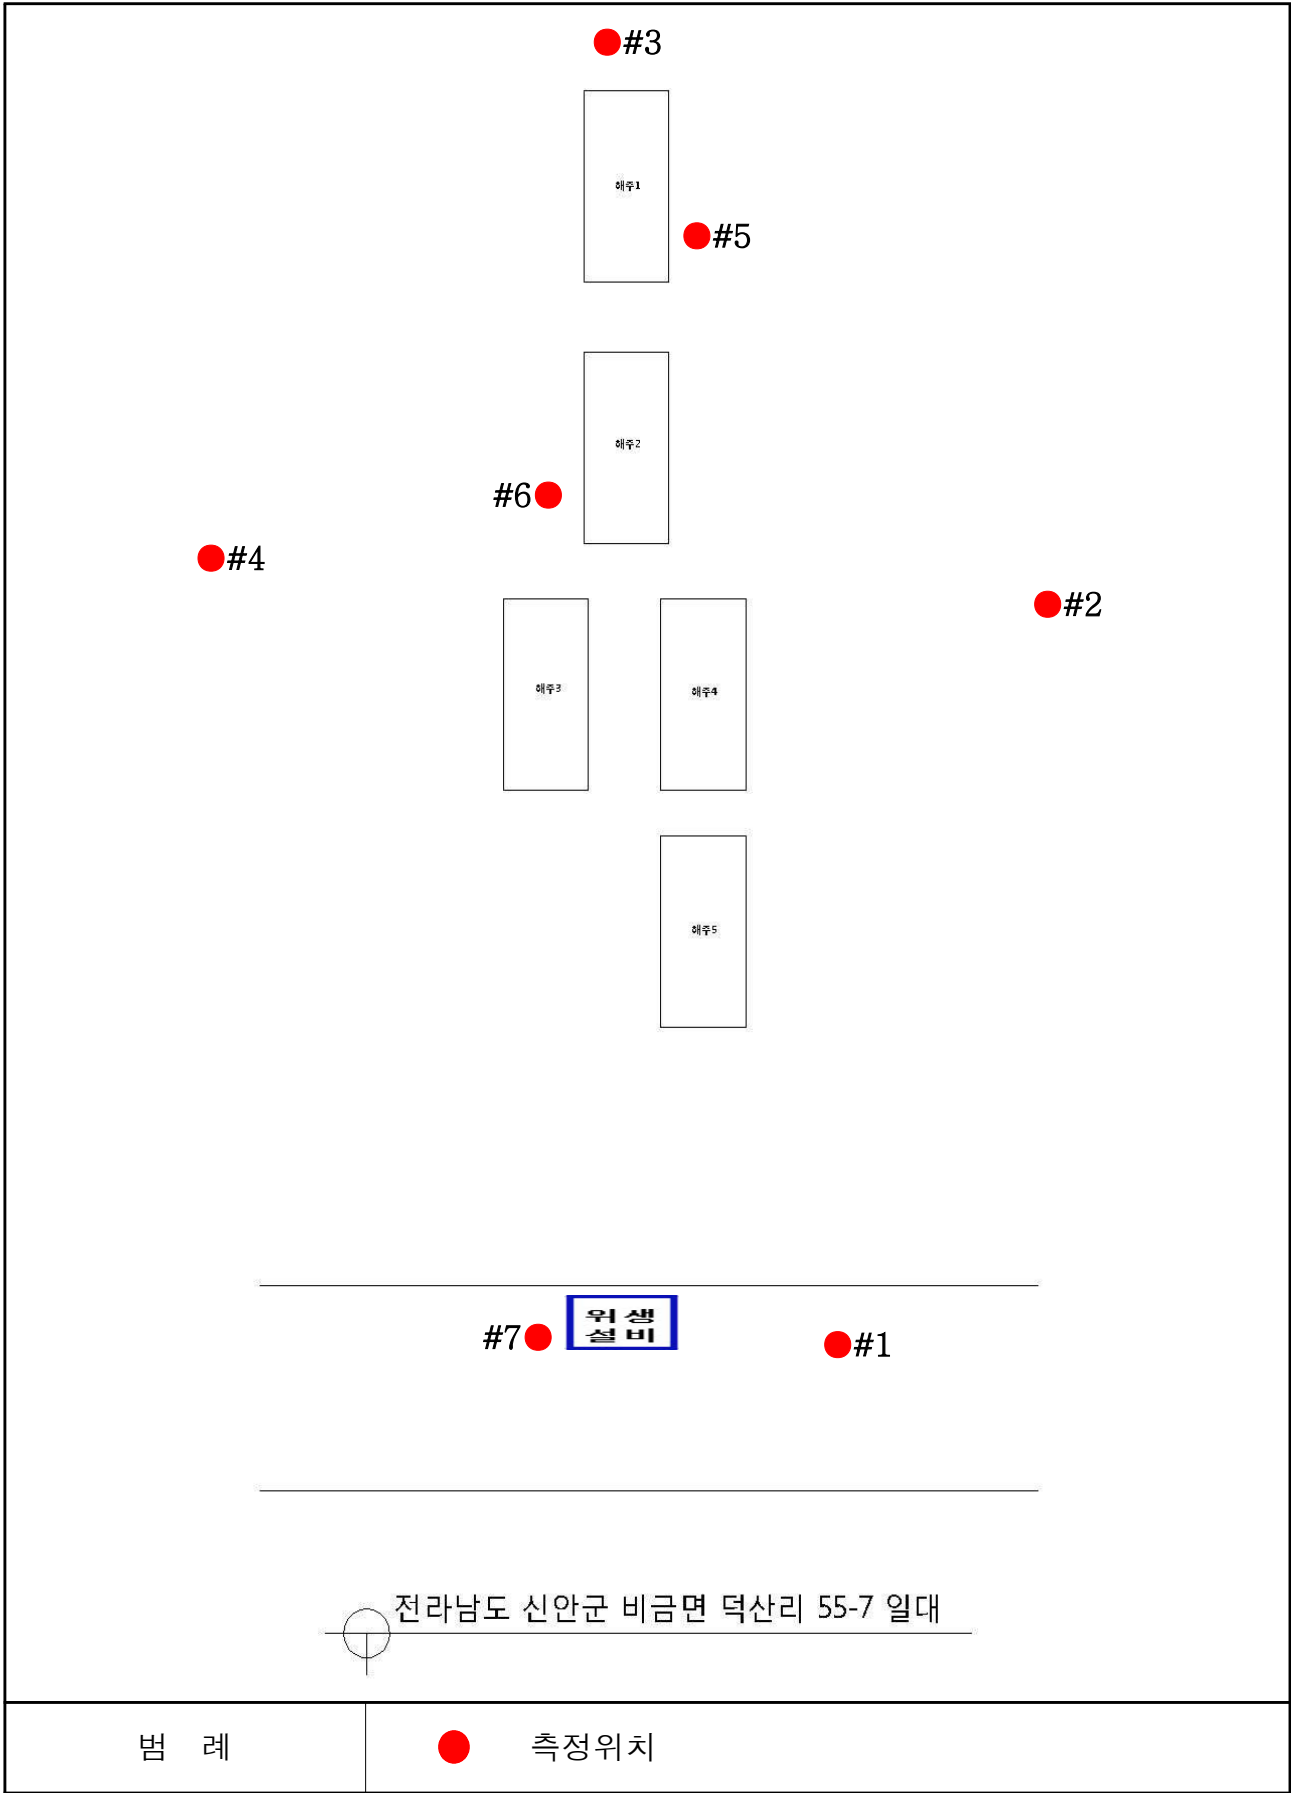 #3
해주1
#5
해주2
#6
#4
#2
해주3
해주4
해주5
위생
설비
#7
#1
전라남도 신안군 비금면 덕산리 55-7 일대
범 례
측정위치